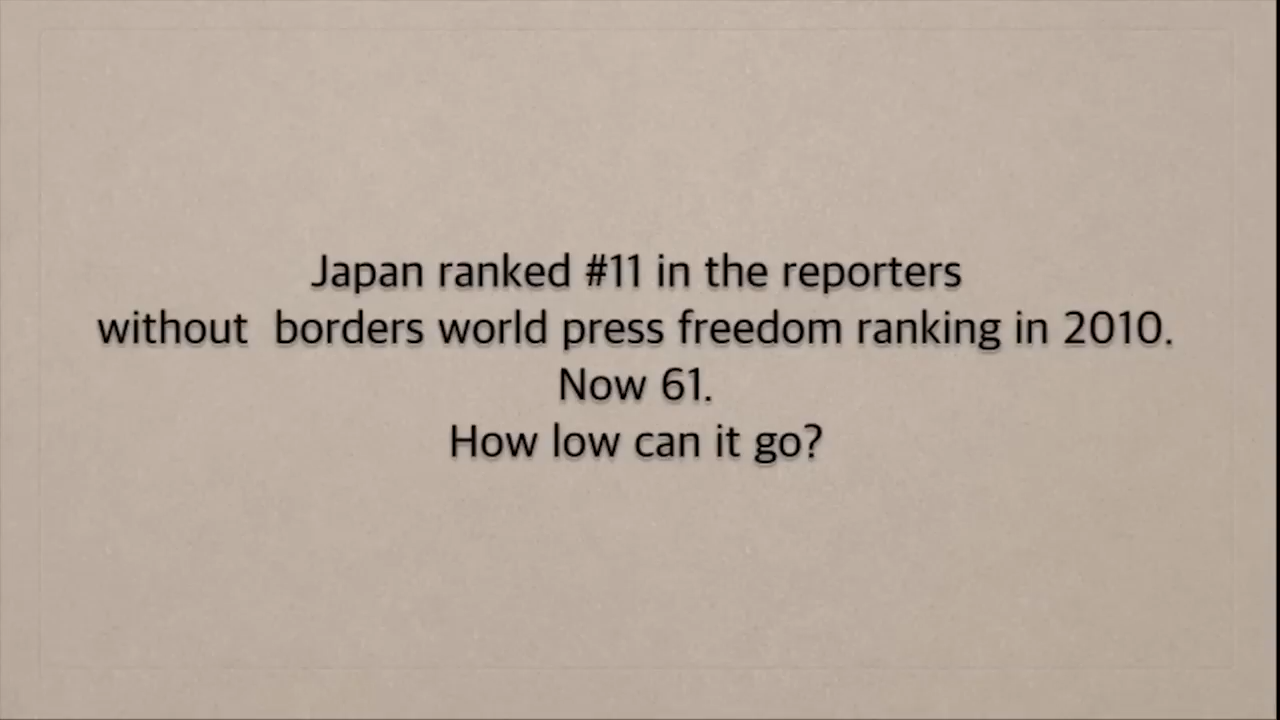 Japan ranked #11 in the reporters
without  borders world press freedom ranking in 2010.
Now 61.
How low can it go?